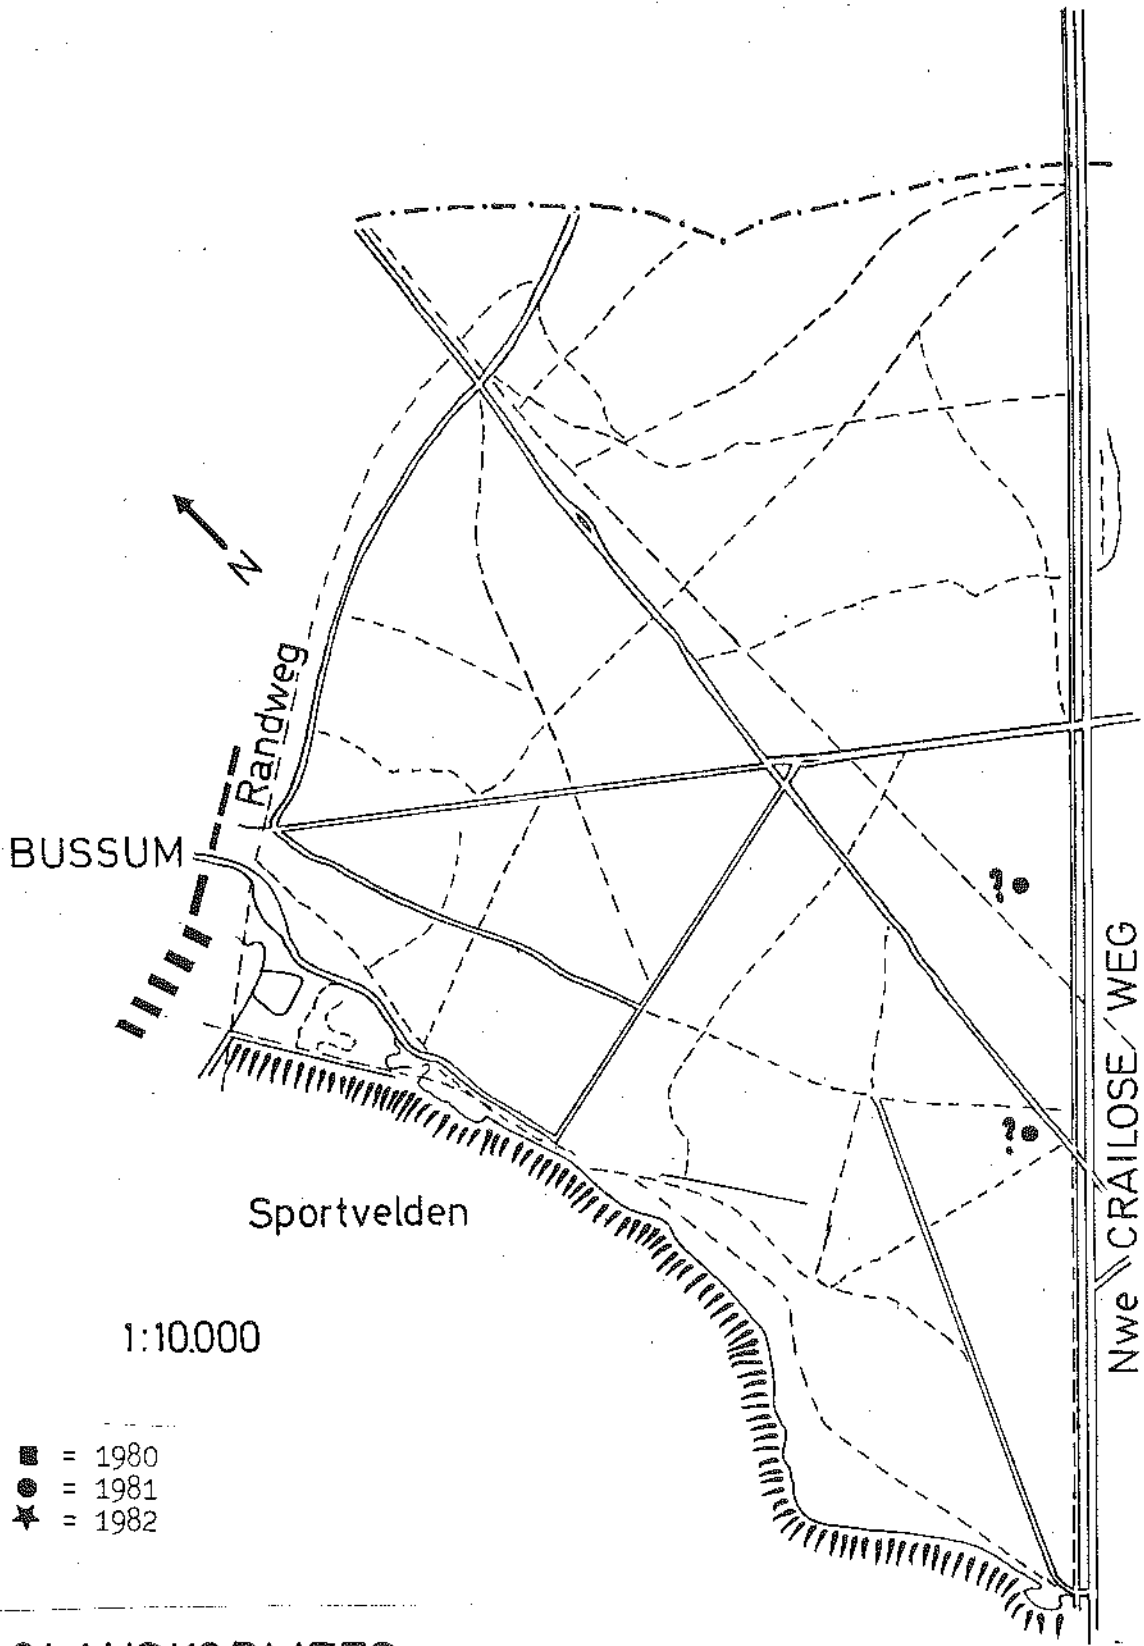 N
Randweg
BUSSUM
?
?
Nwe CRAILOSE WEG
Sportvelden
1:10.000
■ = 1980
● = 1981
★ = 1982